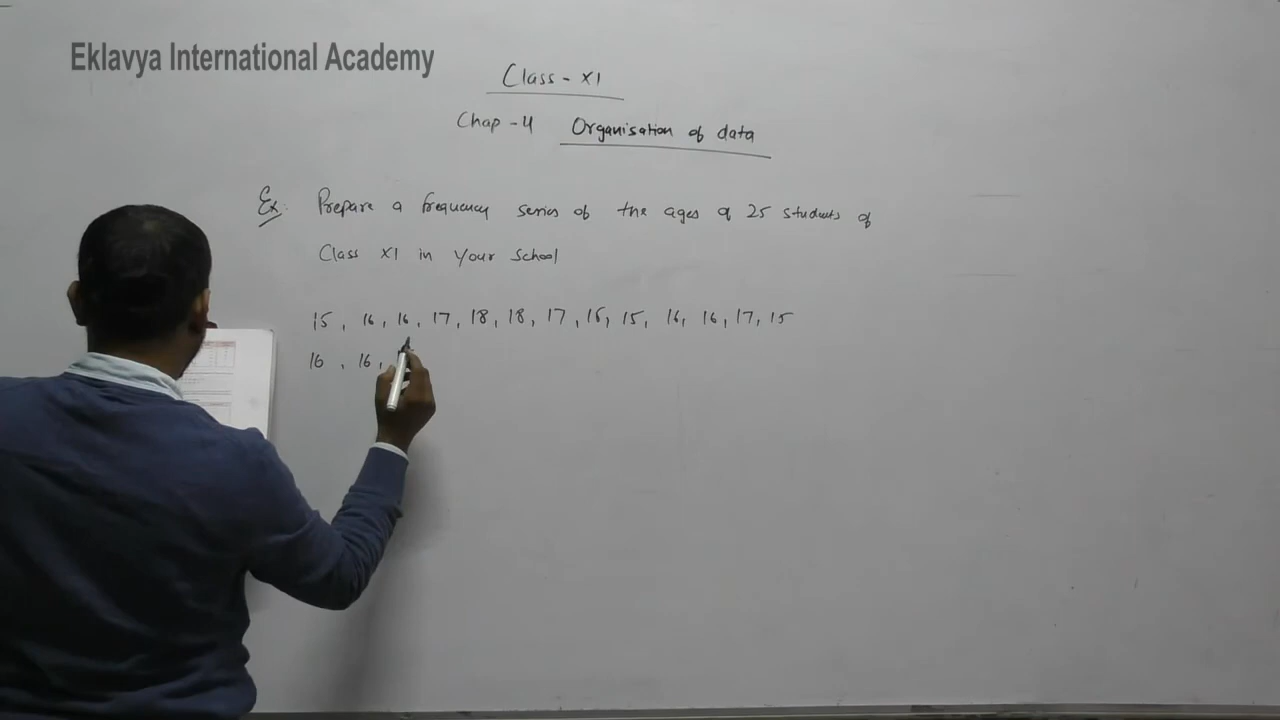 Eklavya International Academy
Class - XI
Chap - 4 Organisation of data
Ex: Prepare a frequency series of the ages of 25 students of
Class XI in your School
15, 16, 16, 17, 18, 18, 17, 15, 15, 16, 16, 17, 15
16, 16,